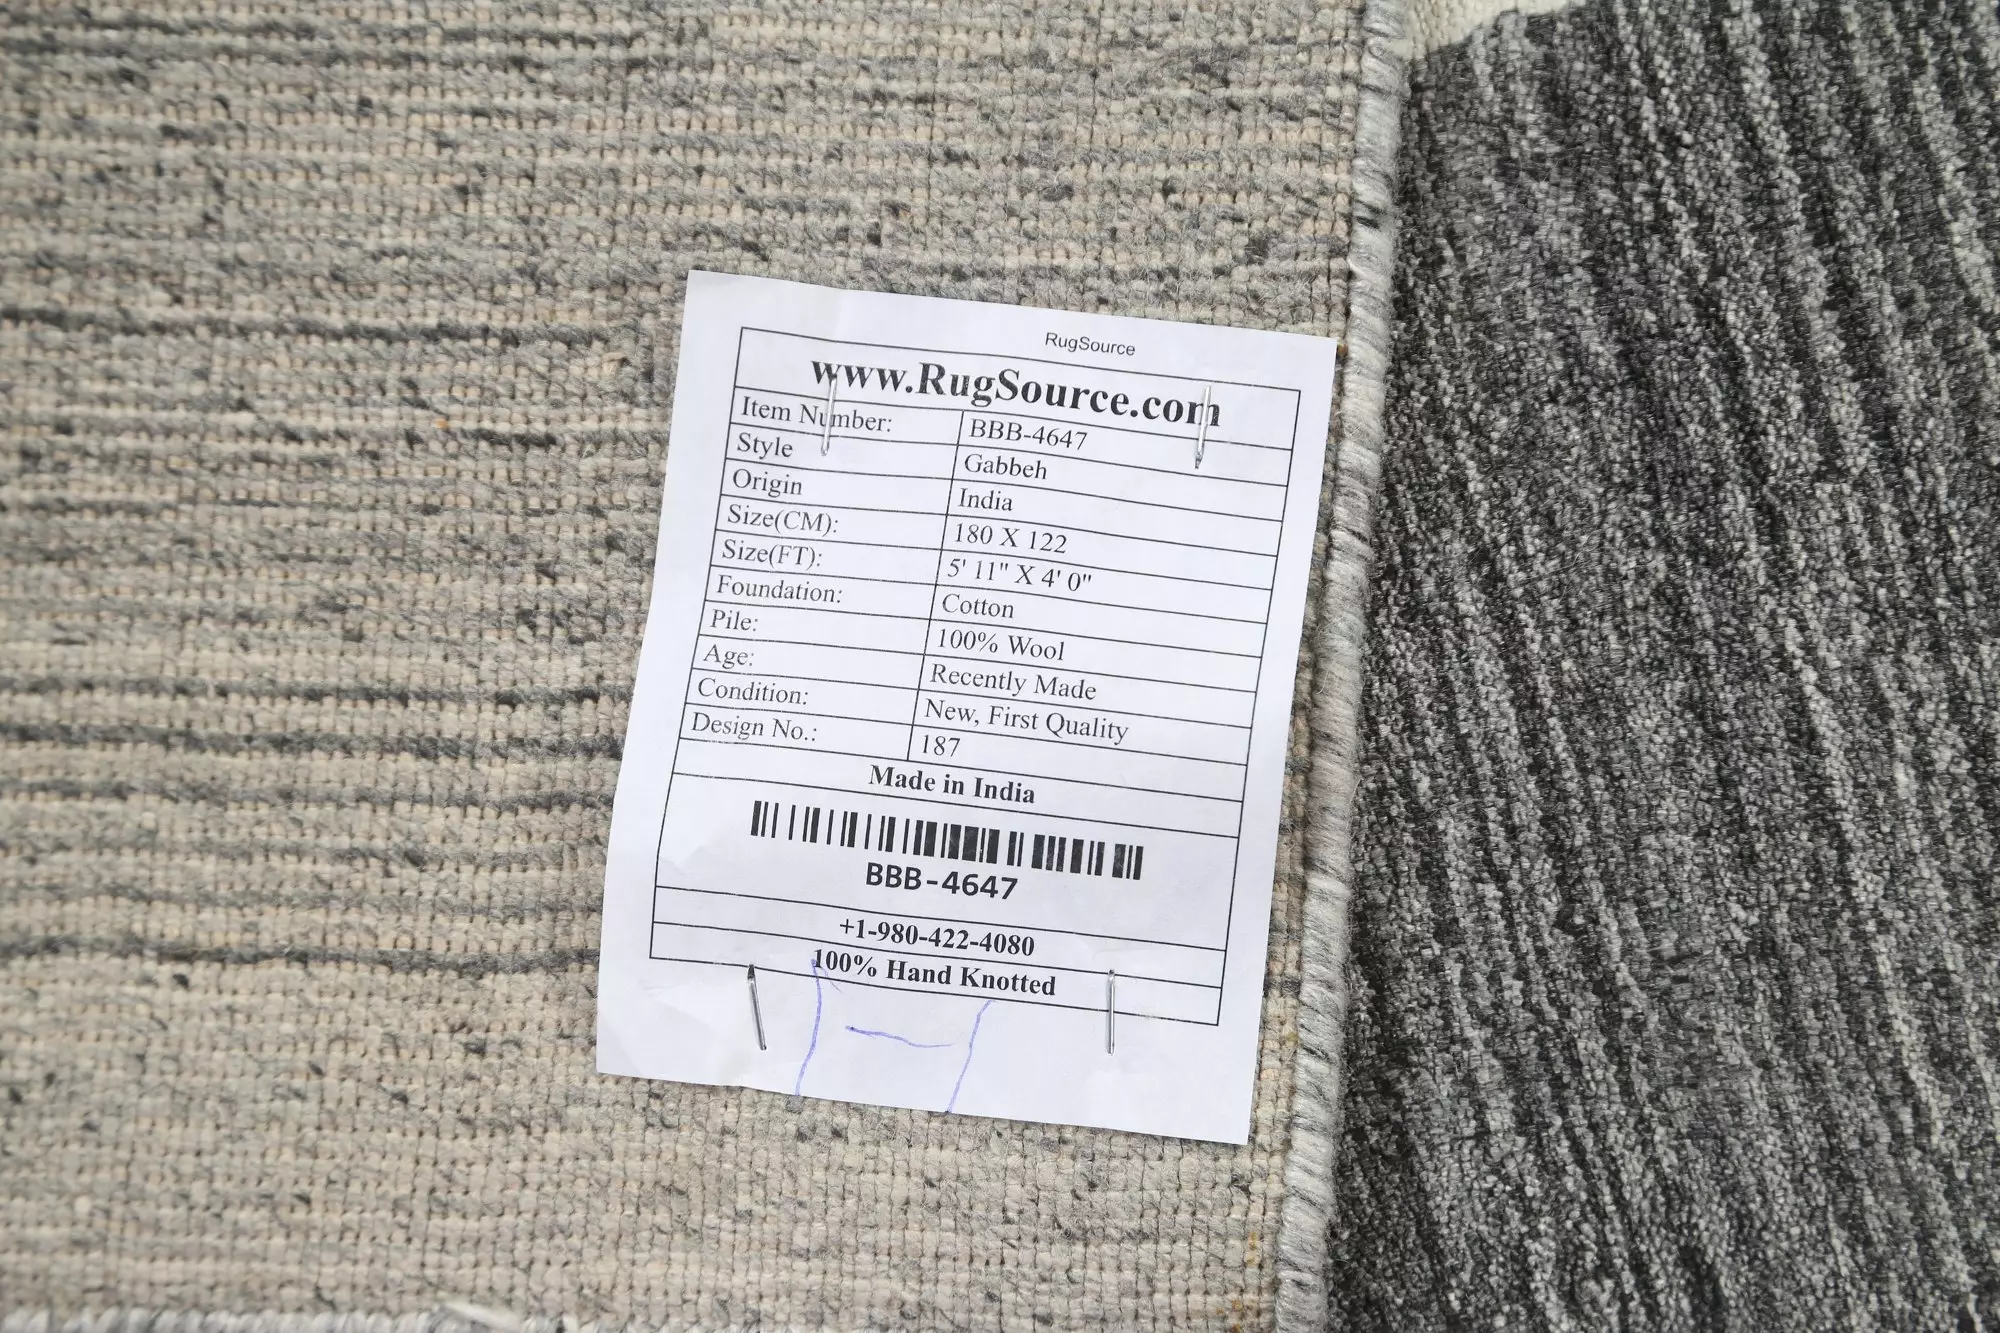 RugSource
www.RugSource.com
Item Number: BBB-4647
Style Gabbeh
Origin India
Size(CM): 180 X 122
Size(FT): 5' 11" X 4' 0"
Foundation: Cotton
Pile: 100% Wool
Age: Recently Made
Condition: New, First Quality
Design No.: 187
Made in India
BBB-4647
+1-980-422-4080
100% Hand Knotted